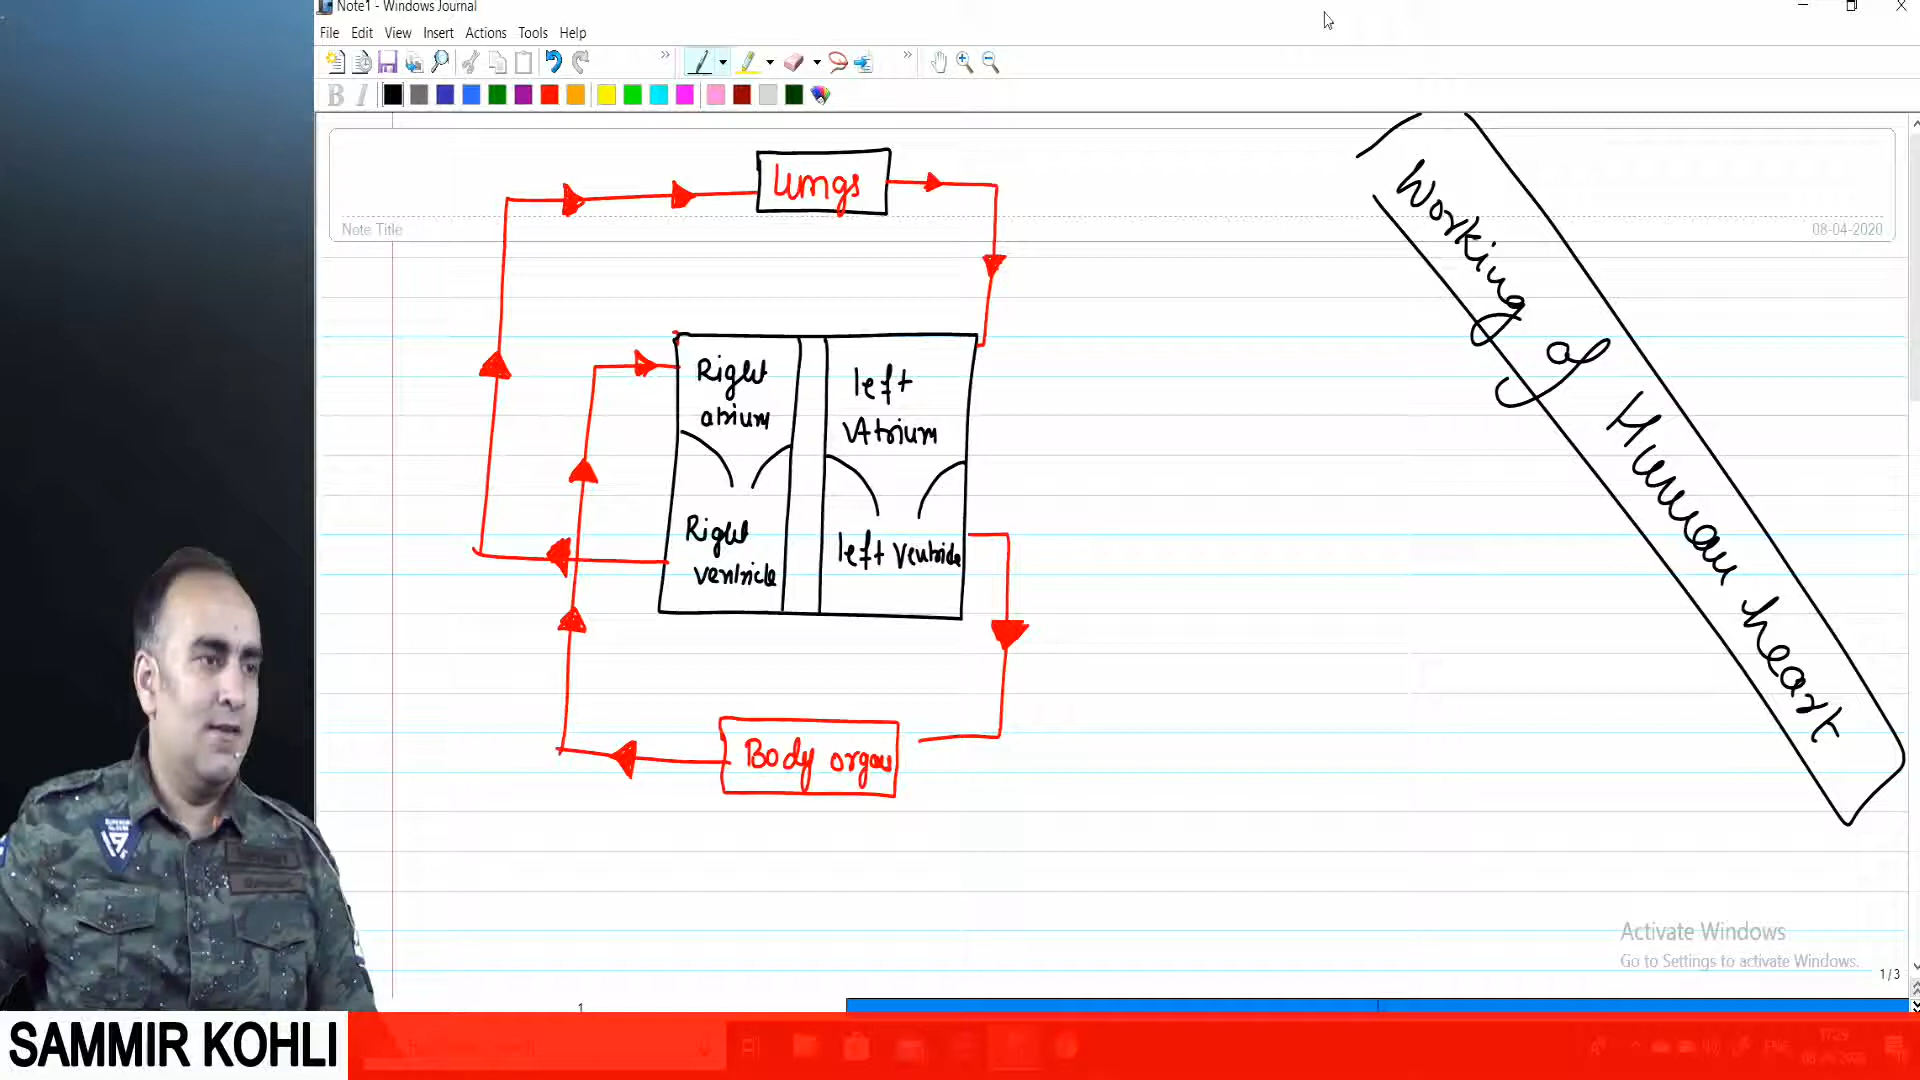 Note1 - Windows Journal
File Edit View Insert Actions Tools Help
B I
Lungs
Note Title
08-04-2020
Working of Human heart
Right
atrium
left
Atrium
Right
ventricle
left Ventricle
Body organs
Activate Windows
Go to Settings to activate Windows.
1/3
1
SAMMIR KOHLI